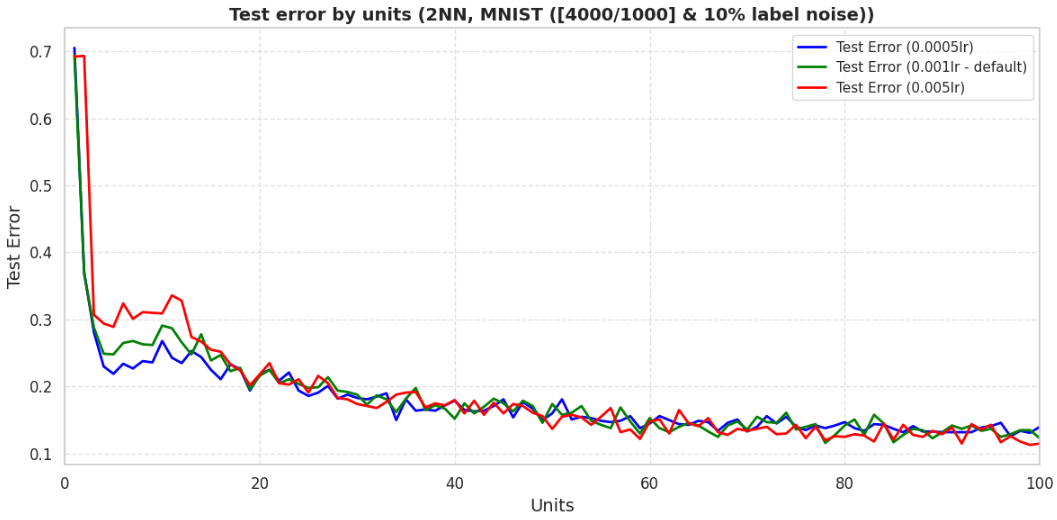 Test error by units (2NN, MNIST ([4000/1000] & 10% label noise))
Test Error (0.0005lr)
Test Error (0.001lr - default)
Test Error (0.005lr)
Test Error
0.7
0.6
0.5
0.4
0.3
0.2
0.1
0 20 40 60 80 100
Units